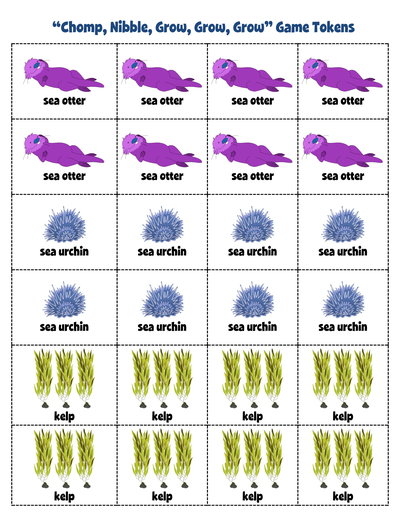 “Chomp, Nibble, Grow, Grow, Grow” Game Tokens
sea otter sea otter sea otter sea otter
sea otter sea otter sea otter sea otter
sea urchin sea urchin sea urchin sea urchin
sea urchin sea urchin sea urchin sea urchin
kelp kelp kelp kelp
kelp kelp kelp kelp